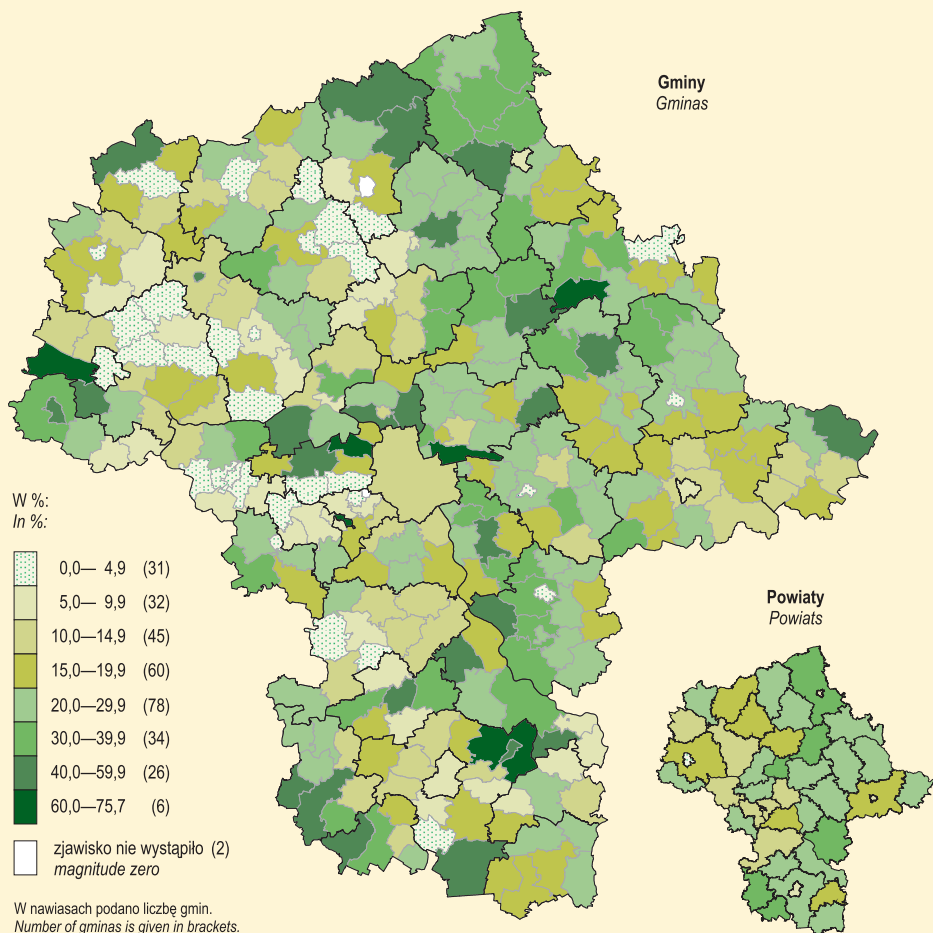 Gminy
Gminas
W %:
In %:
0,0— 4,9 (31)
5,0— 9,9 (32)
10,0—14,9 (45)
15,0—19,9 (60)
20,0—29,9 (78)
30,0—39,9 (34)
40,0—59,9 (26)
60,0—75,7 (6)
zjawisko nie wystąpiło (2)
magnitude zero
W nawiasach podano liczbę gmin.
Number of gminas is given in brackets.
Powiaty
Powiats